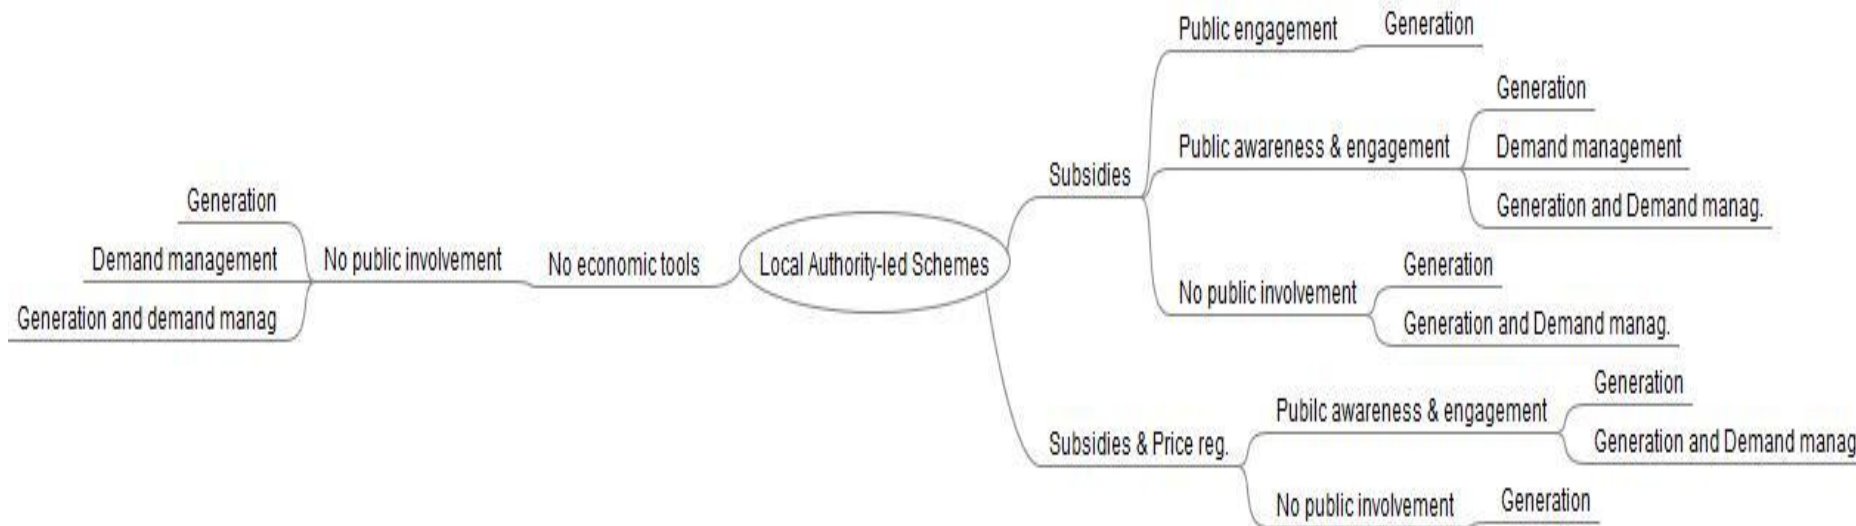 Generation
Demand management
Generation and demand manag
No public involvement
No economic tools
Local Authority-led Schemes
Subsidies
Public engagement
Generation
Public awareness & engagement
Generation
Demand management
Generation and Demand manag.
No public involvement
Generation
Generation and Demand manag.
Subsidies & Price reg.
Pubilc awareness & engagement
Generation
Generation and Demand manag
No public involvement
Generation